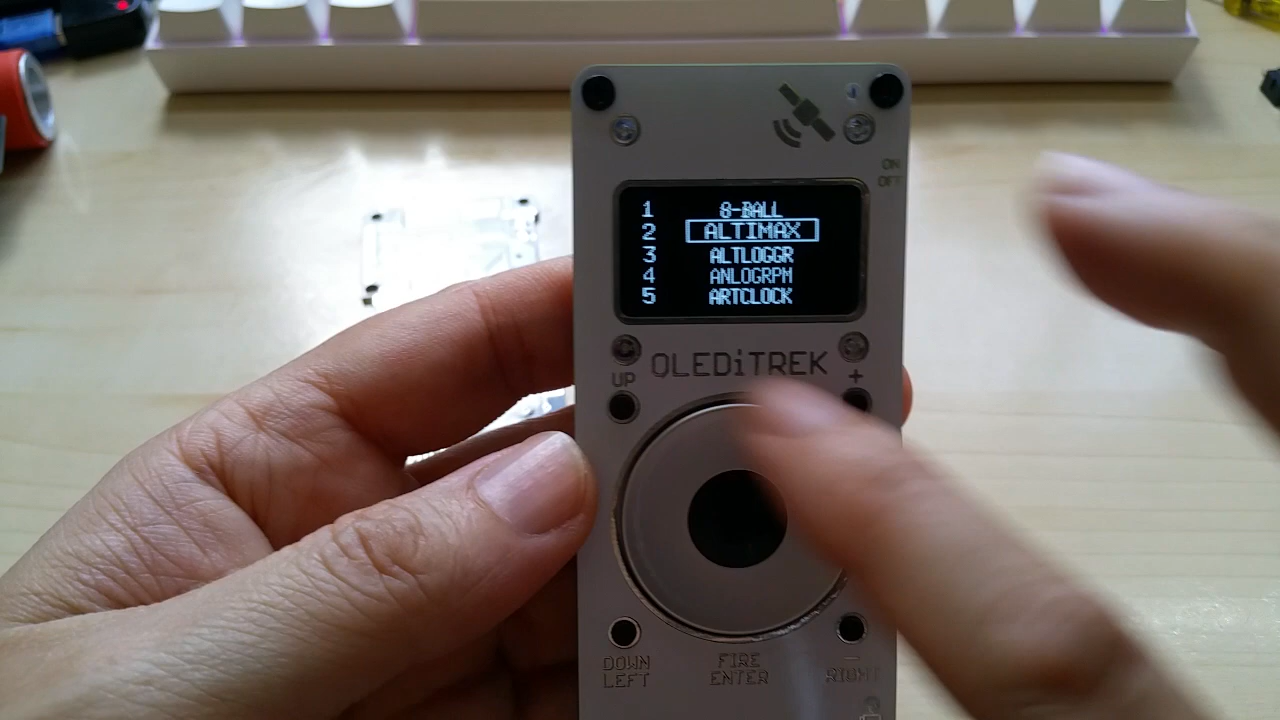 ON
OFF
1 8-BALL
2 ALTIMAX
3 ALTLOGGR
4 ANLOGRPM
5 ARTCLOCK
OLEDiTREK
UP +
DOWN FIRE −
LEFT ENTER RIGHT